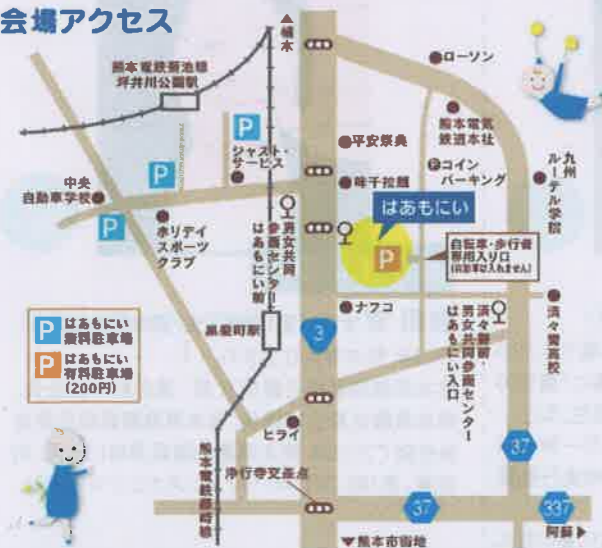 会場アクセス
▲植木
熊本電鉄菊池線
坪井川公園駅
ローソン
熊本電気
鉄道本社
平安祭典
P
ジャスト・
サービス
P
中央
自動車学校
P
ホリデイ
スポーツ
クラブ
味千拉麺
Pコイン
パーキング
九州
ルーテル学院
男女共同
参画センター
はあもにい前
はあもにい
P
自転車・歩行者
専用入り口
(自動車は入れません)
ナフコ
済々黌前・
男女共同参画センター
はあもにい入口
済々黌高校
黒髪町駅
3
P はあもにい
無料駐車場
P はあもにい
有料駐車場
(200円)
ヒライ
熊本電鉄藤崎線
浄行寺交差点
37
37
337
阿蘇▶
▼熊本市街地